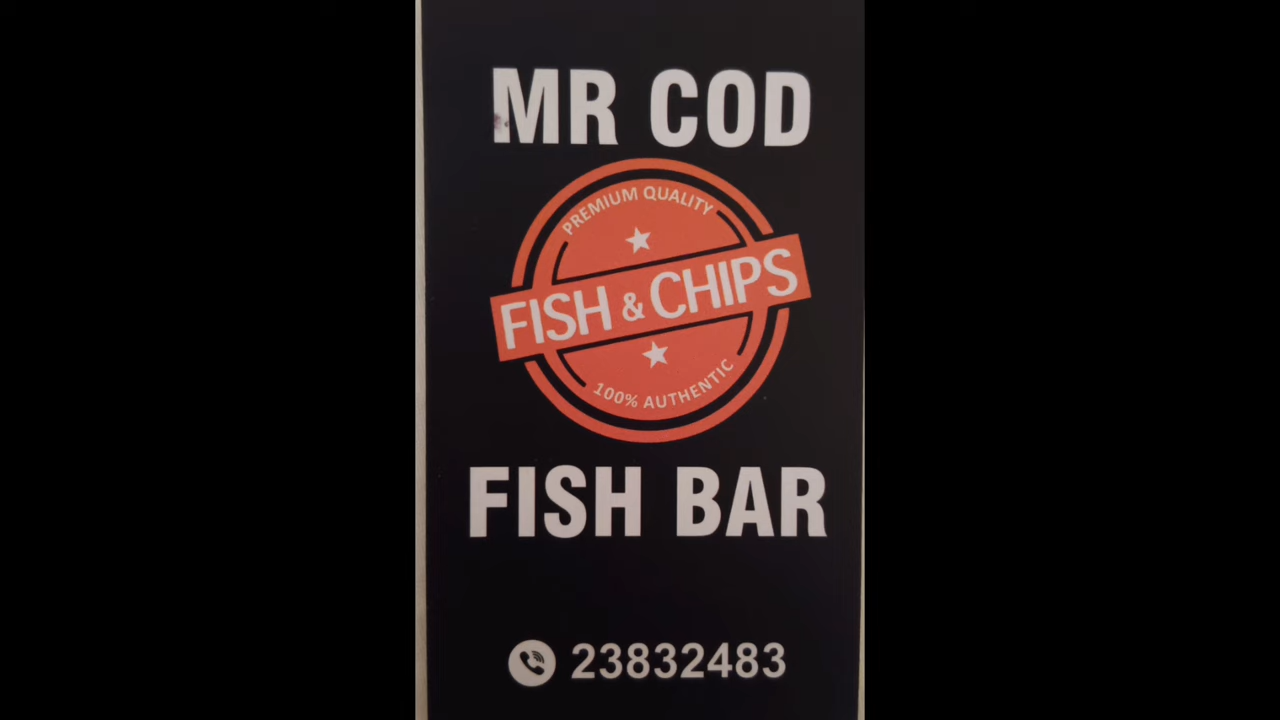 MR COD
PREMIUM QUALITY
FISH & CHIPS
100% AUTHENTIC
FISH BAR
23832483